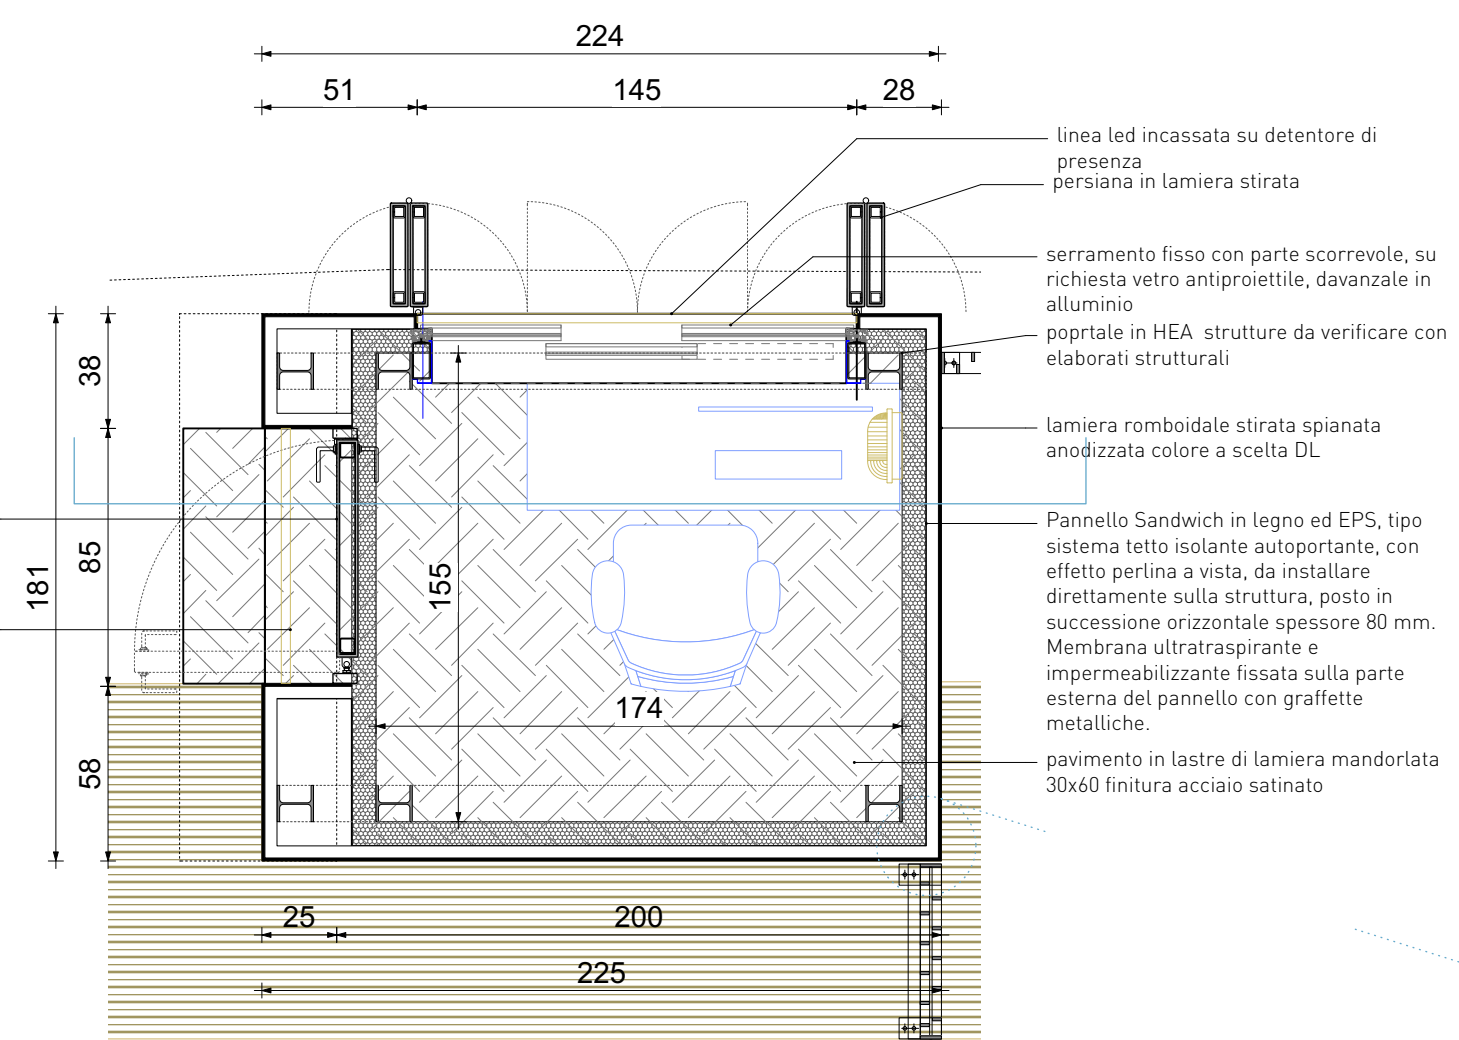 224
51
145
28
linea led incassata su detentore di
presenza
persiana in lamiera stirata
serramento fisso con parte scorrevole, su
richiesta vetro antiproiettile, davanzale in
alluminio
poprtale in HEA strutture da verificare con
elaborati strutturali
38
lamiera romboidale stirata spianata
anodizzata colore a scelta DL
Pannello Sandwich in legno ed EPS, tipo
sistema tetto isolante autoportante, con
effetto perlina a vista, da installare
direttamente sulla struttura, posto in
successione orizzontale spessore 80 mm.
Membrana ultratraspirante e
impermeabilizzante fissata sulla parte
esterna del pannello con graffette
metalliche.
85
181
155
174
pavimento in lastre di lamiera mandorlata
30x60 finitura acciaio satinato
58
25
200
225